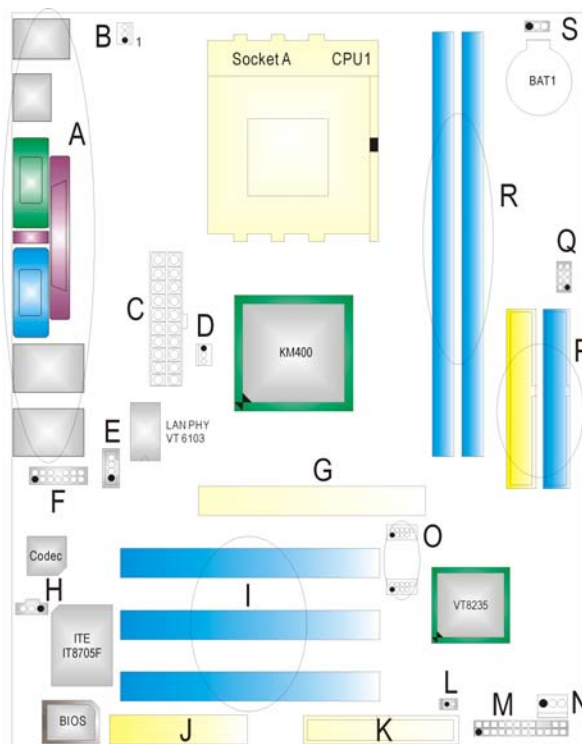 S
B
1
Socket A CPU1
BAT1
A
R
Q
C
D
P
KM400
LAN PHY
VT 6103
E
F
G
O
Codec
H
I
VT8235
ITE
IT8705F
L
M
N
BIOS
J
K